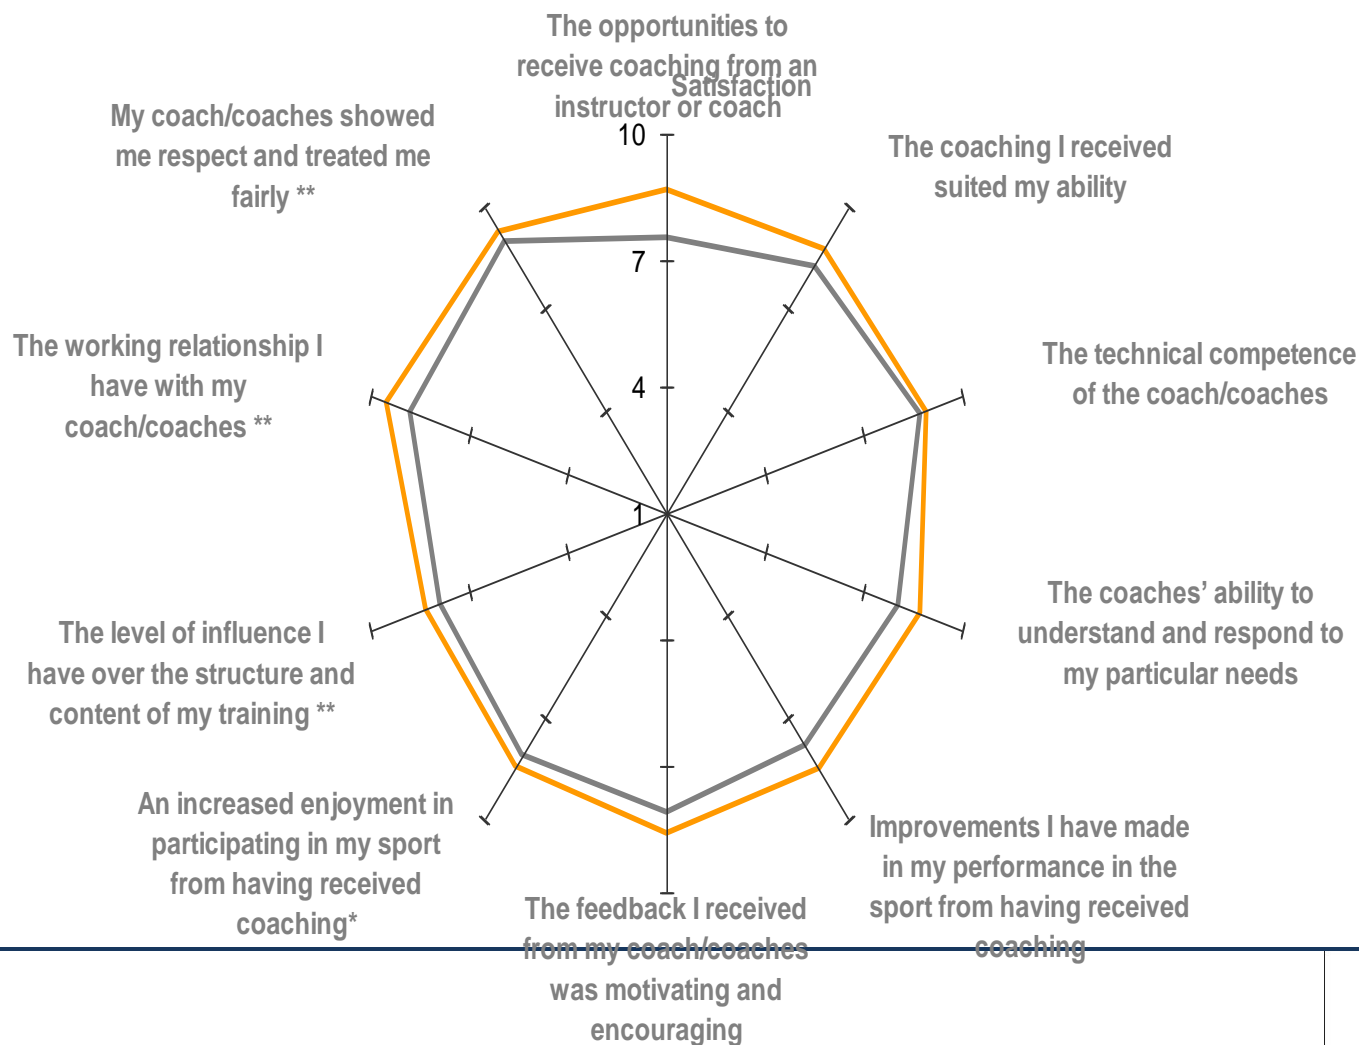 The opportunities to
receive coaching from an
instructor or coach
Satisfaction
10
7
4
1
The coaching I received
suited my ability
The technical competence
of the coach/coaches
The coaches’ ability to
understand and respond to
my particular needs
Improvements I have made
in my performance in the
sport from having received
coaching
The feedback I received
from my coach/coaches
was motivating and
encouraging
An increased enjoyment in
participating in my sport
from having received
coaching*
The level of influence I
have over the structure and
content of my training **
The working relationship I
have with my
coach/coaches **
My coach/coaches showed
me respect and treated me
fairly **